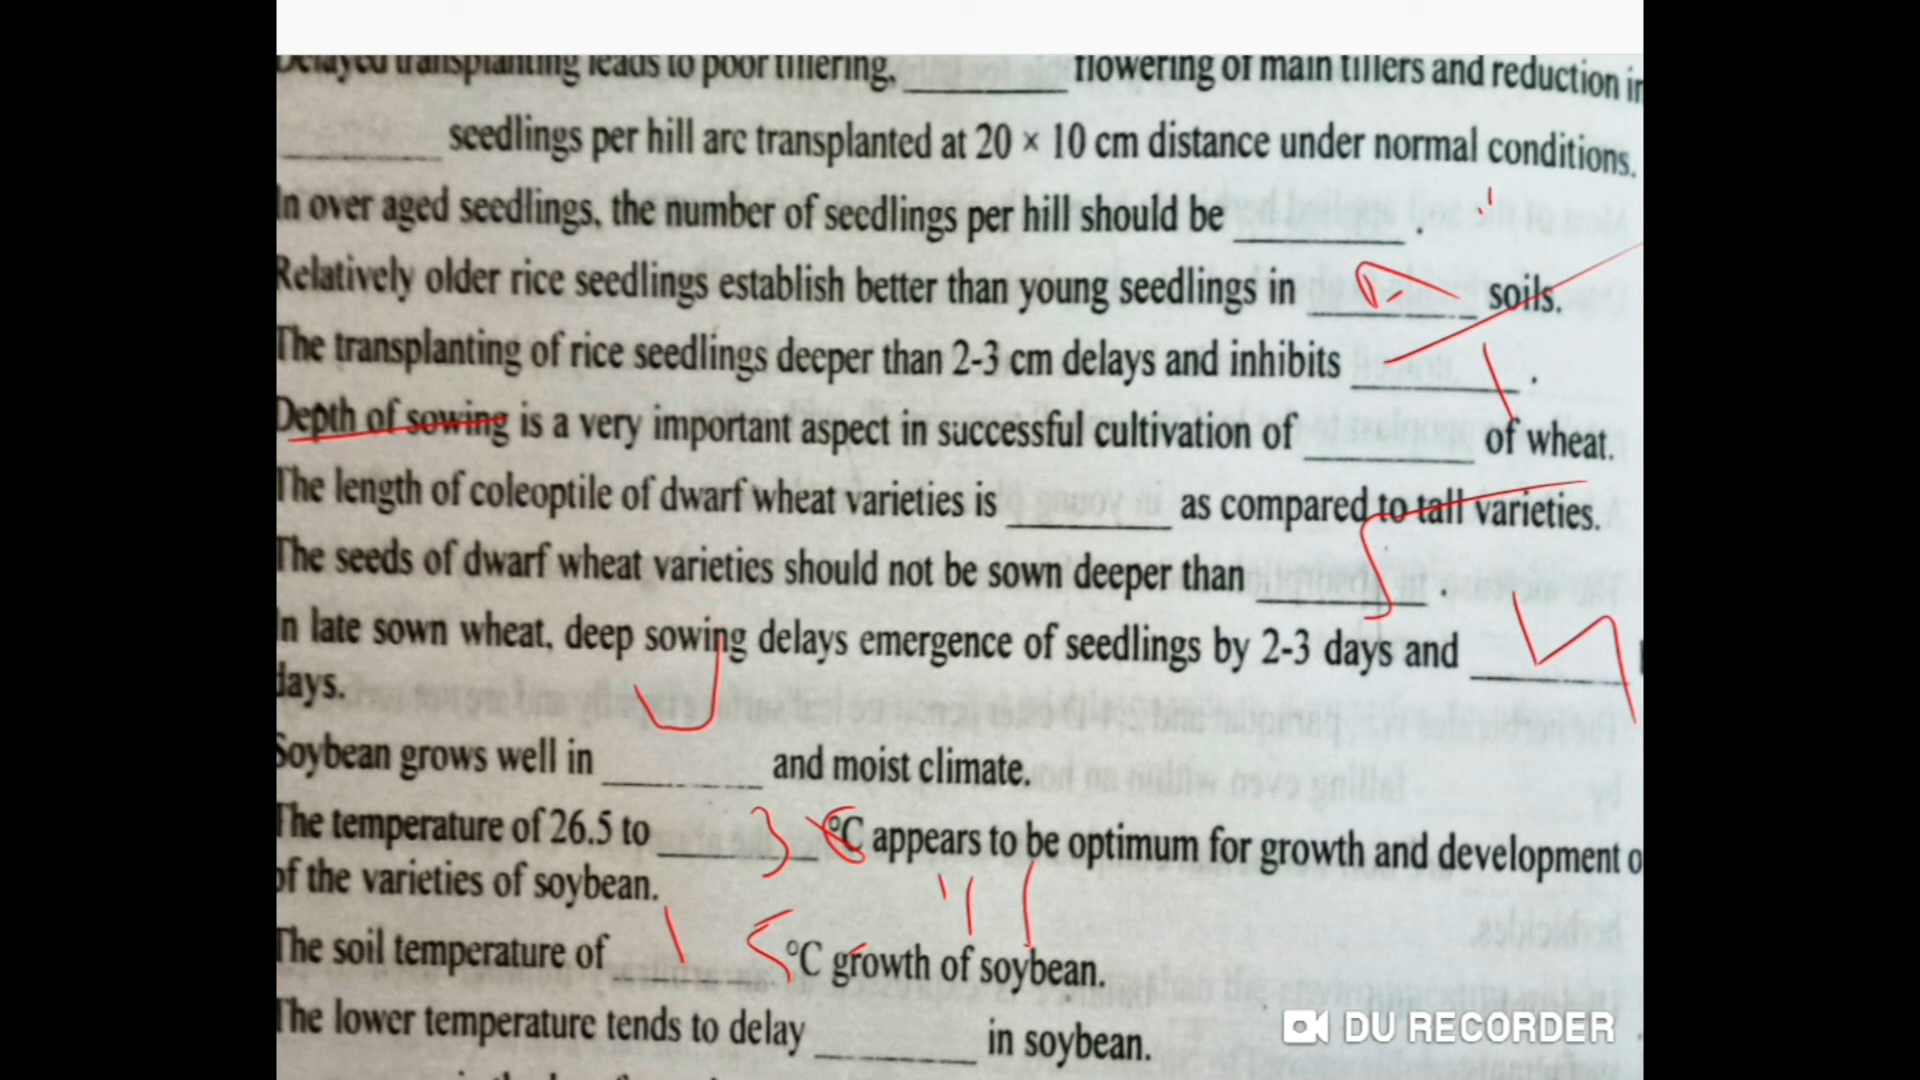 Delayed transplanting leads to poor tillering, ________ flowering of main tillers and reduction in
________ seedlings per hill are transplanted at 20 × 10 cm distance under normal conditions.
In over aged seedlings, the number of seedlings per hill should be ________ .
Relatively older rice seedlings establish better than young seedlings in ________ soils.
The transplanting of rice seedlings deeper than 2-3 cm delays and inhibits ________ .
Depth of sowing is a very important aspect in successful cultivation of ________ of wheat.
The length of coleoptile of dwarf wheat varieties is ________ as compared to tall varieties.
The seeds of dwarf wheat varieties should not be sown deeper than ________ .
In late sown wheat, deep sowing delays emergence of seedlings by 2-3 days and ________
days.
Soybean grows well in ________ and moist climate.
The temperature of 26.5 to ________ °C appears to be optimum for growth and development o
of the varieties of soybean.
The soil temperature of ________ °C growth of soybean.
The lower temperature tends to delay ________ in soybean.
DU RECORDER